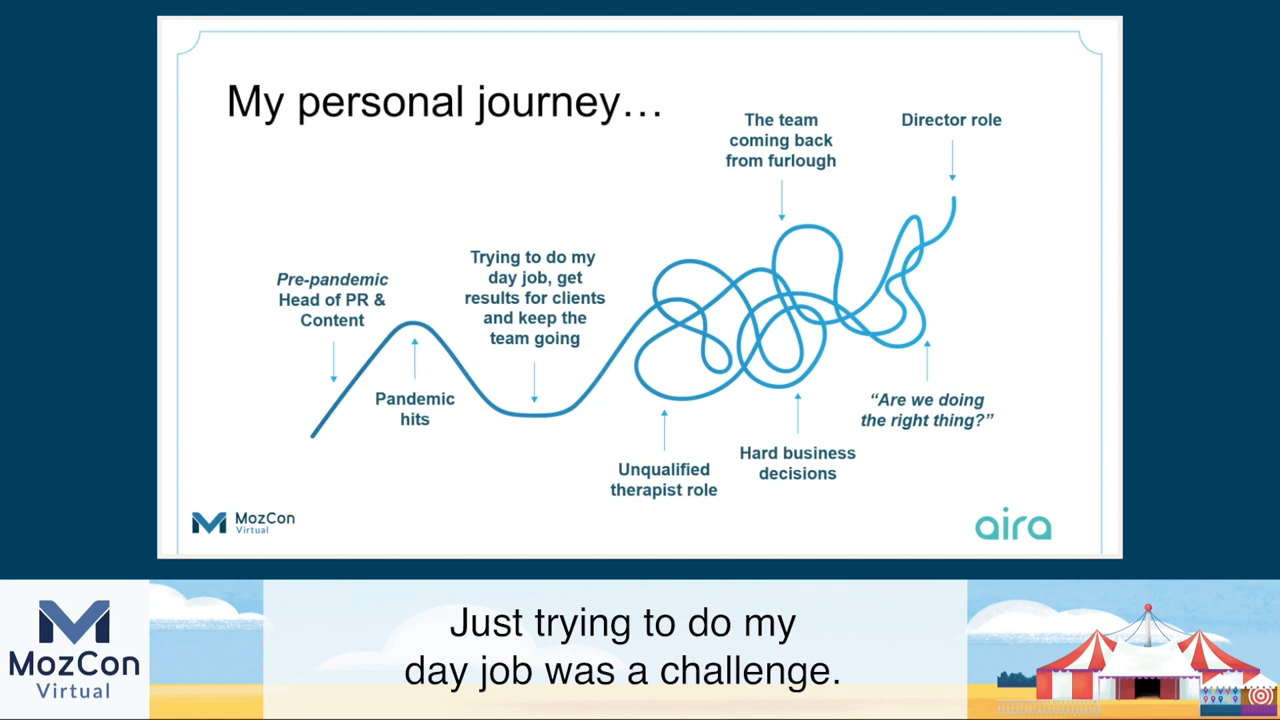 My personal journey…
Pre-pandemic
Head of PR &
Content
Pandemic
hits
Trying to do my
day job, get
results for clients
and keep the
team going
Unqualified
therapist role
The team
coming back
from furlough
Hard business
decisions
Director role
“Are we doing
the right thing?”
MozCon
Virtual
aira
MozCon
Virtual
Just trying to do my
day job was a challenge.